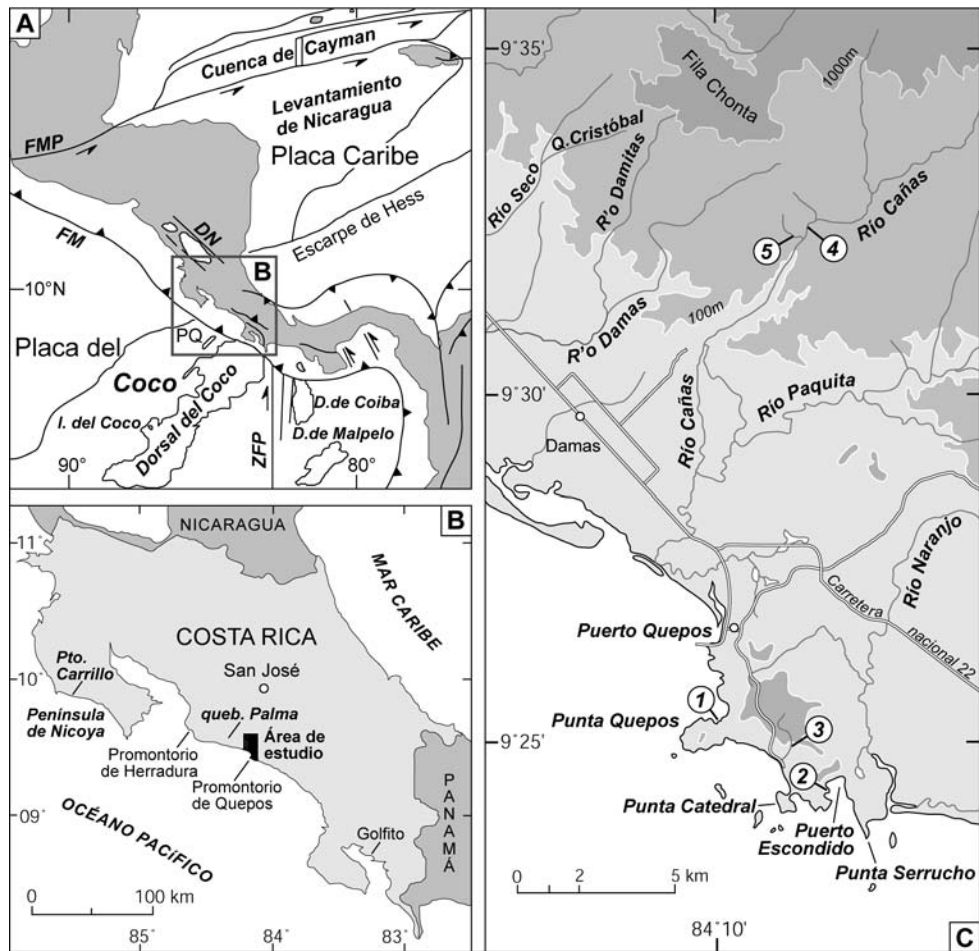 A
Cuenca de Cayman
Levantamiento
de Nicaragua
FMP
Placa Caribe
Escarpe de Hess
DN
FM
B
10°N
PQ
Placa del
Coco
I. del Coco
Dorsal del Coco
ZFP
D.de Coiba
D.de Malpelo
90°
80°
B
NICARAGUA
11°
MAR CARIBE
COSTA RICA
San José
10°
Pto.
Carrillo
Península
de Nicoya
queb. Palma
Área de
estudio
Promontorio
de Herradura
Promontorio
de Quepos
PANAMÁ
OCÉANO PACíFICO
Golfito
09°
0 100 km
85°
84°
83°
9°35'
Fila Chonta
1000m
Q.Cristóbal
Río Seco
R'o Damitas
Río Cañas
5
4
100m
R'o Damas
9°30'
Río Cañas
Río Paquita
Damas
Río Naranjo
Carretera
nacional 22
Puerto Quepos
1
Punta Quepos
3
9°25'
2
Punta Catedral
Puerto
Escondido
Punta Serrucho
0 2 5 km
84°10'
C